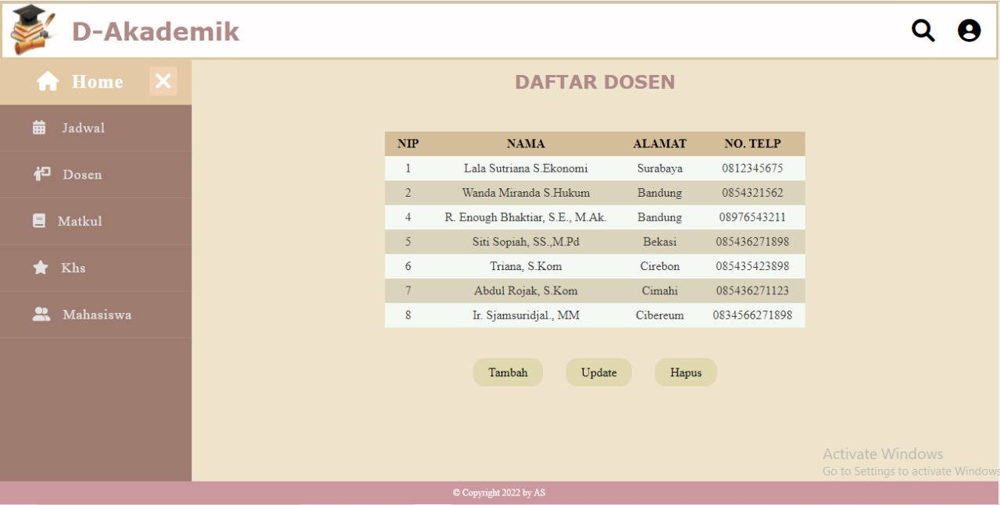 D-Akademik
Home
Jadwal
Dosen
Matkul
Khs
Mahasiswa
DAFTAR DOSEN
NIP NAMA ALAMAT NO. TELP
1 Lala Sutriana S.Ekonomi Surabaya 0812345675
2 Wanda Miranda S.Hukum Bandung 0854321562
4 R. Enough Bhaktiar, S.E., M.Ak. Bandung 08976543211
5 Siti Sopiah, SS.,M.Pd Bekasi 085436271898
6 Triana, S.Kom Cirebon 085435423898
7 Abdul Rojak, S.Kom Cimahi 085436271123
8 Ir. Sjamsuridjal., MM Cibereum 0834566271898
Tambah Update Hapus
Activate Windows
Go to Settings to activate Windows
© Copyright 2022 by AS